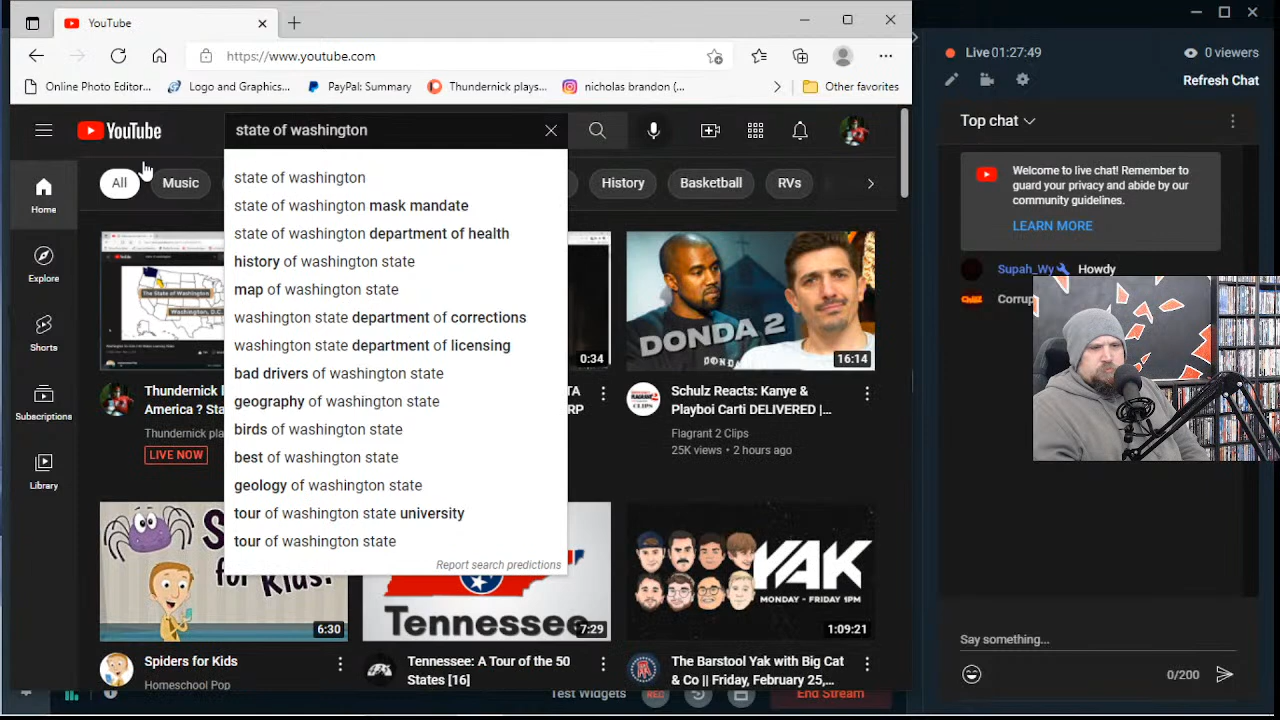 YouTube
https://www.youtube.com
Online Photo Editor...
Logo and Graphics...
PayPal: Summary
Thundernick plays...
nicholas brandon (...
Other favorites
YouTube
state of washington
All
Music
History
Basketball
RVs
state of washington
state of washington mask mandate
state of washington department of health
history of washington state
map of washington state
washington state department of corrections
washington state department of licensing
bad drivers of washington state
geography of washington state
birds of washington state
best of washington state
geology of washington state
tour of washington state university
tour of washington state
Report search predictions
Home
Explore
Shorts
Subscriptions
Library
The State of Washington
Washington, D.C.
Thundernick
America ? Sta
Thundernick pla
LIVE NOW
0:34
TA
RP
DONDA 2
16:14
Schulz Reacts: Kanye &
Playboi Carti DELIVERED |...
Flagrant 2 Clips
25K views • 2 hours ago
S
for Kids!
6:30
Spiders for Kids
Homeschool Pop
Tennessee
7:29
Tennessee: A Tour of the 50
States [16]
YAK
MONDAY - FRIDAY 1PM
1:09:21
The Barstool Yak with Big Cat
& Co || Friday, February 25,...
Test Widgets
REC
End Stream
Live 01:27:49
0 viewers
Refresh Chat
Top chat
Welcome to live chat! Remember to
guard your privacy and abide by our
community guidelines.
LEARN MORE
Supah_Wy Howdy
Corrup
Say something...
0/200